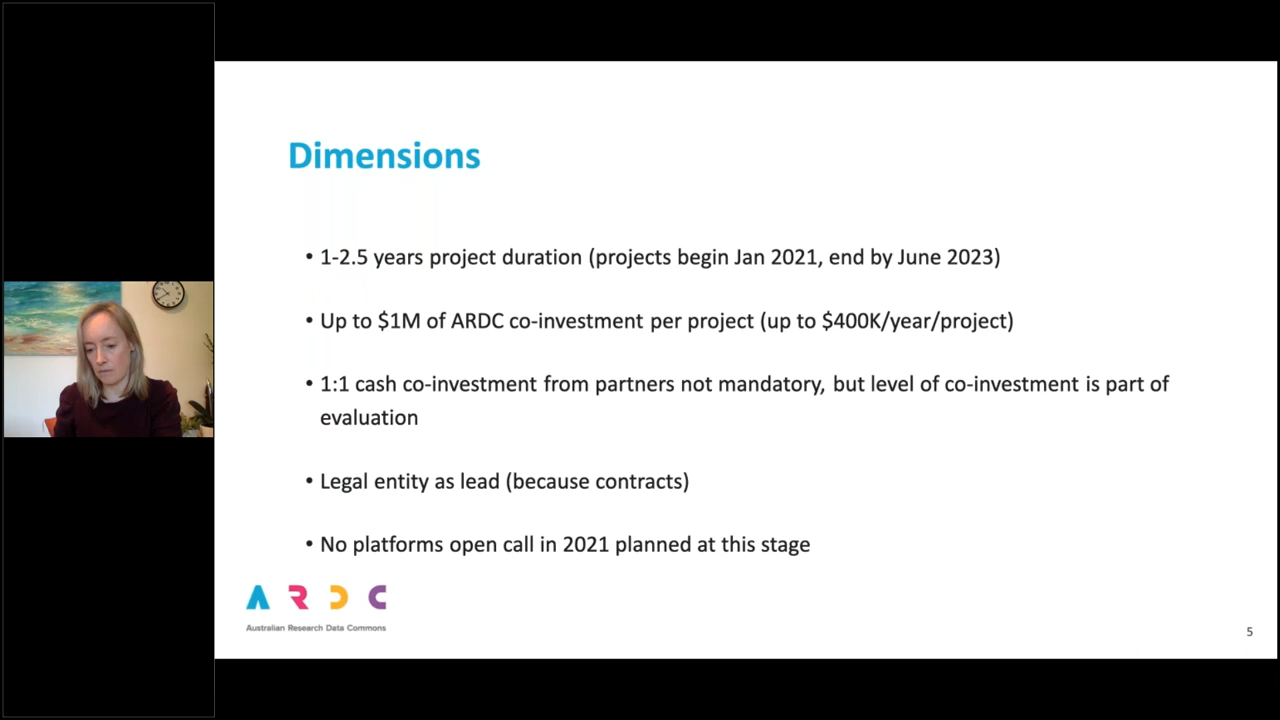 Dimensions
• 1-2.5 years project duration (projects begin Jan 2021, end by June 2023)
• Up to $1M of ARDC co-investment per project (up to $400K/year/project)
• 1:1 cash co-investment from partners not mandatory, but level of co-investment is part of
evaluation
• Legal entity as lead (because contracts)
• No platforms open call in 2021 planned at this stage
ARDC
Australian Research Data Commons
5